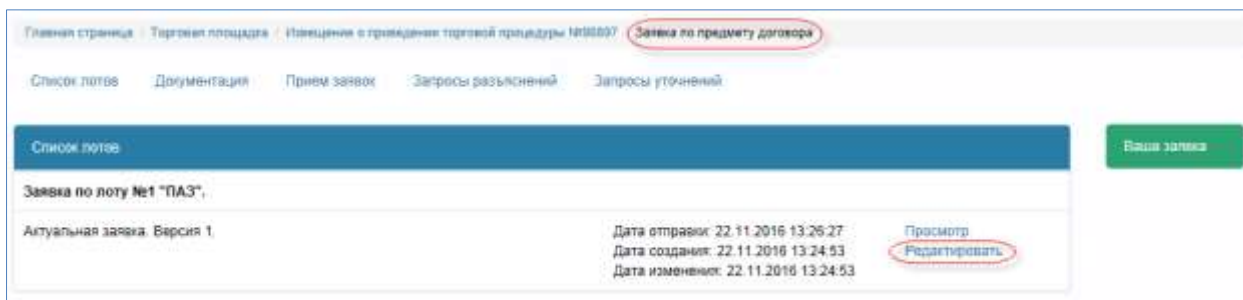 Главная страница / Торговая площадка / Извещение о проведении торговой процедуры №98897 / Заявка по предмету договора
Список лотов Документация Прием заявок Запросы разъяснений Запросы уточнений
Список лотов
Ваша заявка
Заявка по лоту №1 "ПАЗ".
Актуальная заявка. Версия 1.
Дата отправки: 22.11.2016 13:26:27 Просмотр
Дата создания: 22.11.2016 13:24:53 Редактировать
Дата изменения: 22.11.2016 13:24:53